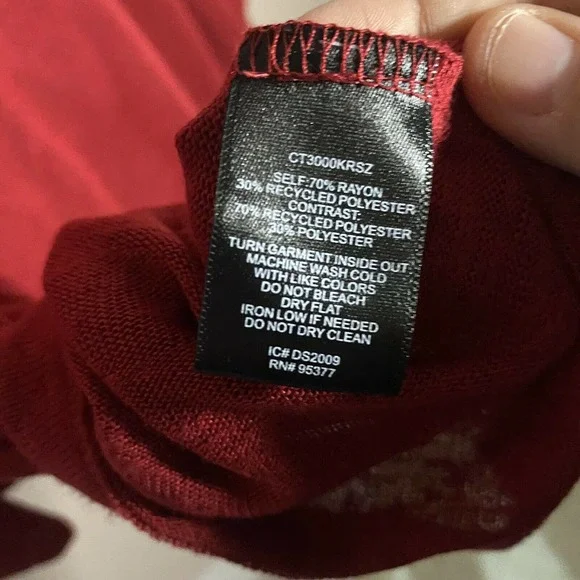 CT3000KRSZ
SELF:70% RAYON
30% RECYCLED POLYESTER
CONTRAST:
70% RECYCLED POLYESTER
30% POLYESTER
TURN GARMENT INSIDE OUT
MACHINE WASH COLD
WITH LIKE COLORS
DO NOT BLEACH
DRY FLAT
IRON LOW IF NEEDED
DO NOT DRY CLEAN
IC# DS2009
RN# 95377